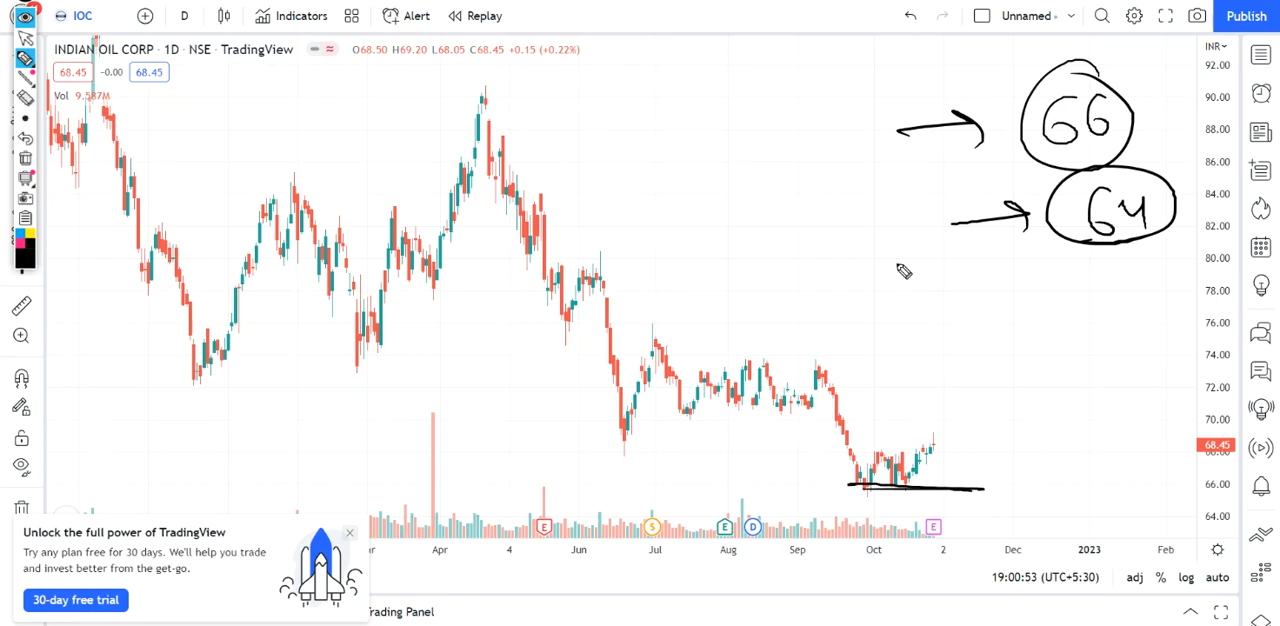 IOC D Indicators Alert Replay Unnamed Publish
INDIAN OIL CORP · 1D · NSE · TradingView O68.50 H69.20 L68.05 C68.45 +0.15 (+0.22%) INR
68.45 -0.00 68.45
Vol 9.587M
92.00
90.00
88.00
86.00
84.00
82.00
80.00
78.00
76.00
74.00
72.00
70.00
68.45
66.00
64.00
66
64
E S E D E
Apr 4 Jun Jul Aug Sep Oct 2 Dec 2023 Feb
Unlock the full power of TradingView
Try any plan free for 30 days. We'll help you trade
and invest better from the get-go.
30-day free trial
19:00:53 (UTC+5:30) adj % log auto
rading Panel